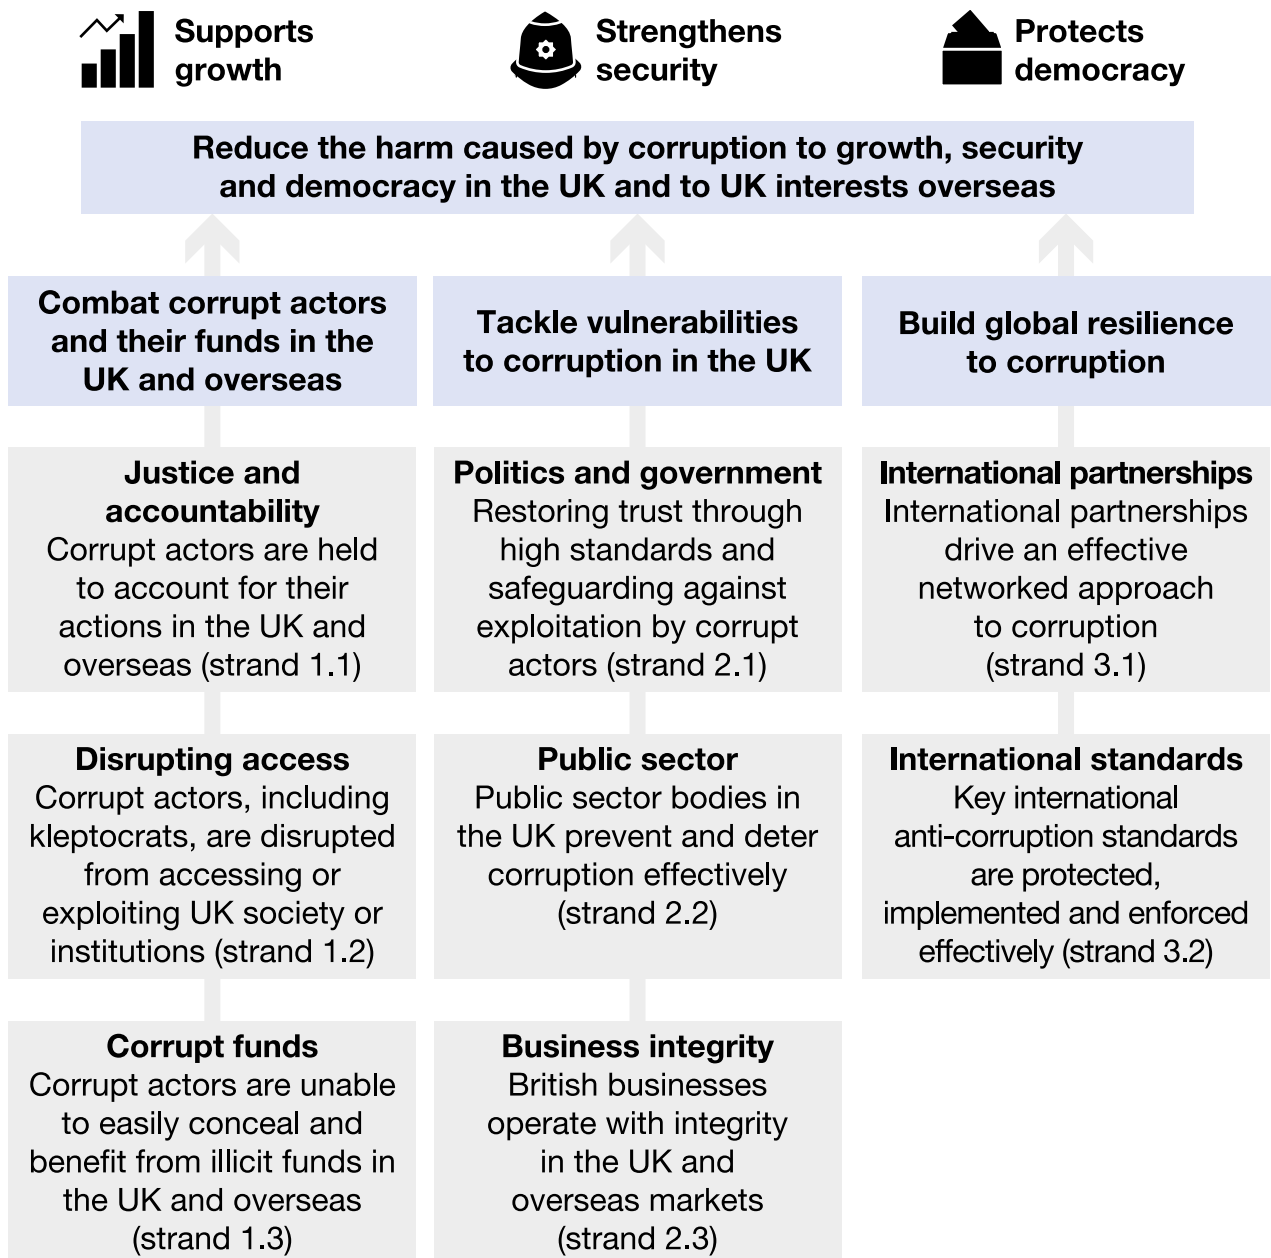 Supports
growth
Strengthens
security
Protects
democracy
Reduce the harm caused by corruption to growth, security
and democracy in the UK and to UK interests overseas
Combat corrupt actors
and their funds in the
UK and overseas
Justice and
accountability
Corrupt actors are held
to account for their
actions in the UK and
overseas (strand 1.1)
Disrupting access
Corrupt actors, including
kleptocrats, are disrupted
from accessing or
exploiting UK society or
institutions (strand 1.2)
Corrupt funds
Corrupt actors are unable
to easily conceal and
benefit from illicit funds in
the UK and overseas
(strand 1.3)
Tackle vulnerabilities
to corruption in the UK
Politics and government
Restoring trust through
high standards and
safeguarding against
exploitation by corrupt
actors (strand 2.1)
Public sector
Public sector bodies in
the UK prevent and deter
corruption effectively
(strand 2.2)
Business integrity
British businesses
operate with integrity
in the UK and
overseas markets
(strand 2.3)
Build global resilience
to corruption
International partnerships
International partnerships
drive an effective
networked approach
to corruption
(strand 3.1)
International standards
Key international
anti-corruption standards
are protected,
implemented and enforced
effectively (strand 3.2)